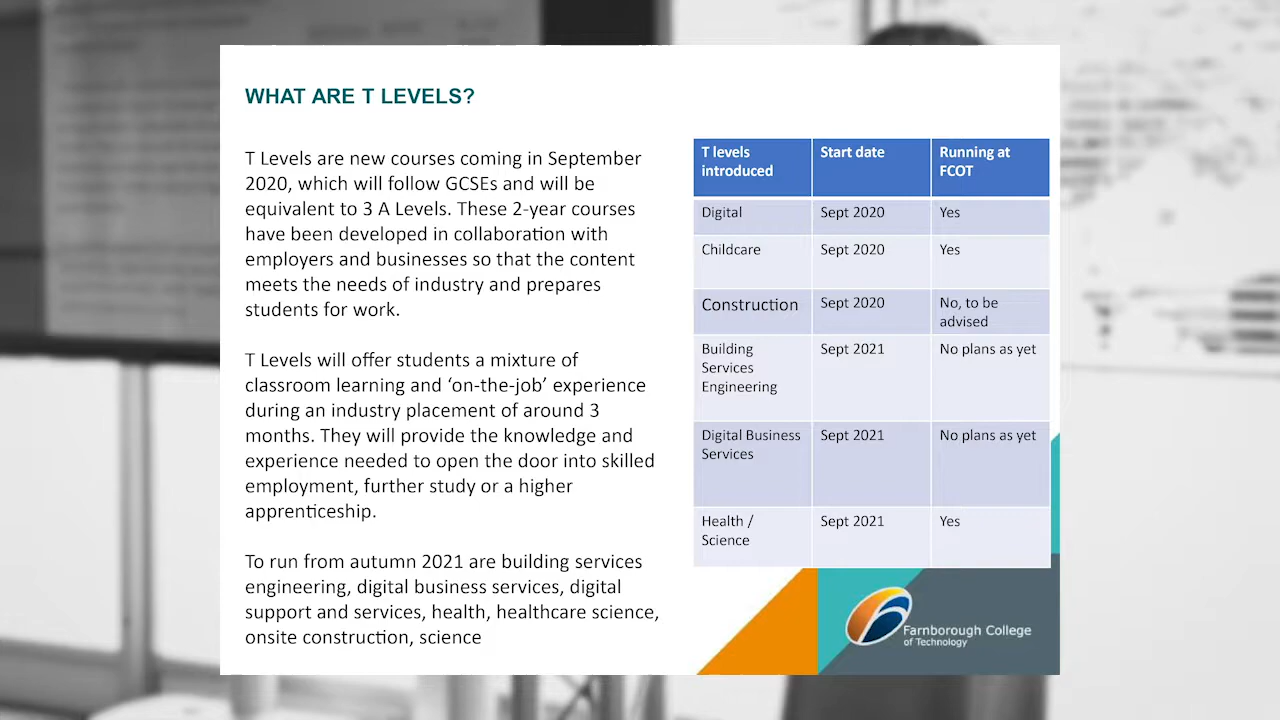 WHAT ARE T LEVELS?
T Levels are new courses coming in September
2020, which will follow GCSEs and will be
equivalent to 3 A Levels. These 2-year courses
have been developed in collaboration with
employers and businesses so that the content
meets the needs of industry and prepares
students for work.
T Levels will offer students a mixture of
classroom learning and ‘on-the-job’ experience
during an industry placement of around 3
months. They will provide the knowledge and
experience needed to open the door into skilled
employment, further study or a higher
apprenticeship.
To run from autumn 2021 are building services
engineering, digital business services, digital
support and services, health, healthcare science,
onsite construction, science
T levels
introduced
Start date
Running at
FCOT
Digital
Sept 2020
Yes
Childcare
Sept 2020
Yes
Construction
Sept 2020
No, to be
advised
Building
Services
Engineering
Sept 2021
No plans as yet
Digital Business
Services
Sept 2021
No plans as yet
Health /
Science
Sept 2021
Yes
Farnborough College
of Technology